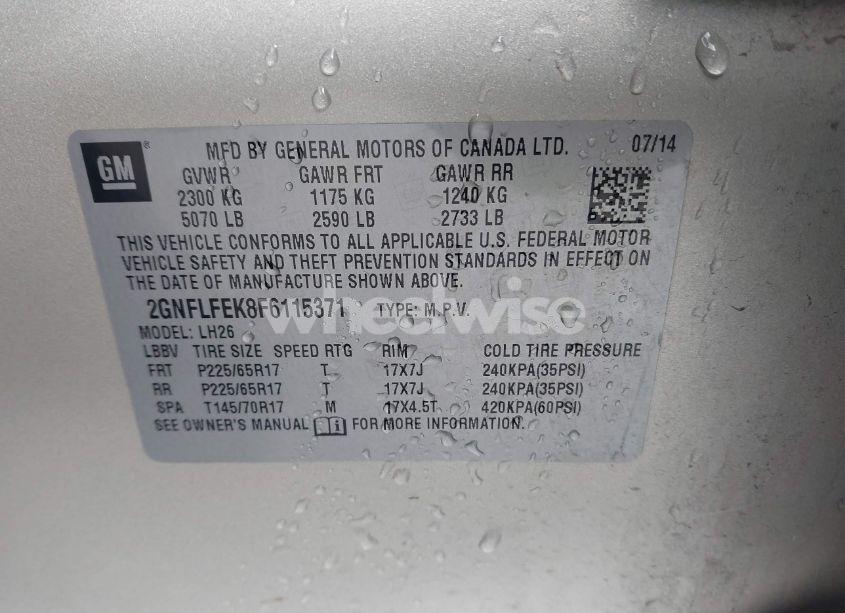 GM ® MFD BY GENERAL MOTORS OF CANADA LTD. 07/14
GVWR GAWR FRT GAWR RR
2300 KG 1175 KG 1240 KG
5070 LB 2590 LB 2733 LB
THIS VEHICLE CONFORMS TO ALL APPLICABLE U.S. FEDERAL MOTOR
VEHICLE SAFETY AND THEFT PREVENTION STANDARDS IN EFFECT ON
THE DATE OF MANUFACTURE SHOWN ABOVE.
2GNFLFEK8F6115371 TYPE: M.P.V.
wheelwise
MODEL: LH26
LBBV TIRE SIZE SPEED RTG RIM COLD TIRE PRESSURE
FRT P225/65R17 T 17X7J 240KPA(35PSI)
RR P225/65R17 T 17X7J 240KPA(35PSI)
SPA T145/70R17 M 17X4.5T 420KPA(60PSI)
SEE OWNER'S MANUAL i FOR MORE INFORMATION.